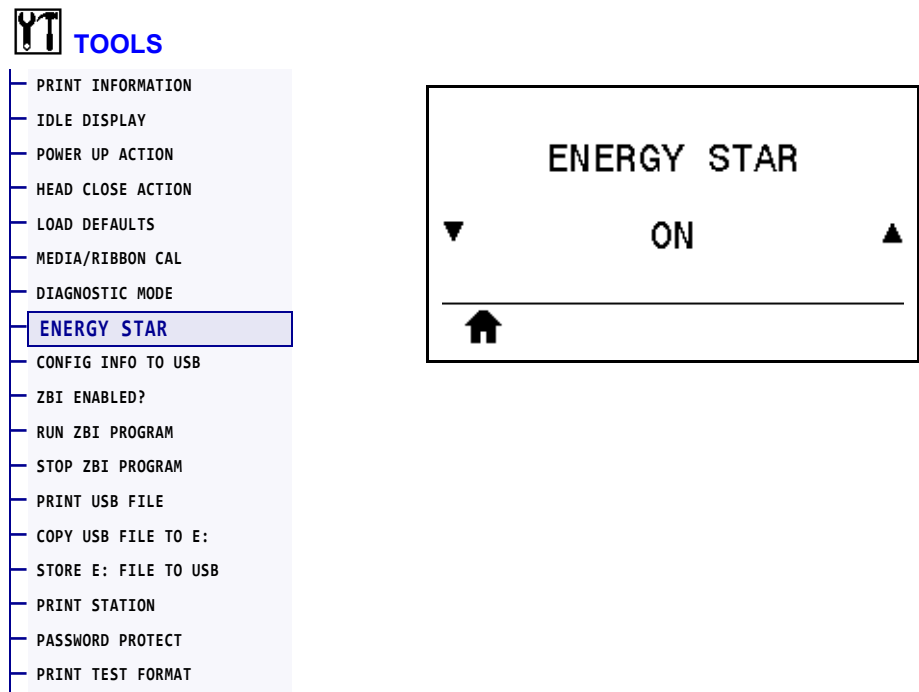 TOOLS
PRINT INFORMATION
IDLE DISPLAY
POWER UP ACTION
HEAD CLOSE ACTION
LOAD DEFAULTS
MEDIA/RIBBON CAL
DIAGNOSTIC MODE
ENERGY STAR
CONFIG INFO TO USB
ZBI ENABLED?
RUN ZBI PROGRAM
STOP ZBI PROGRAM
PRINT USB FILE
COPY USB FILE TO E:
STORE E: FILE TO USB
PRINT STATION
PASSWORD PROTECT
PRINT TEST FORMAT
ENERGY STAR
ON